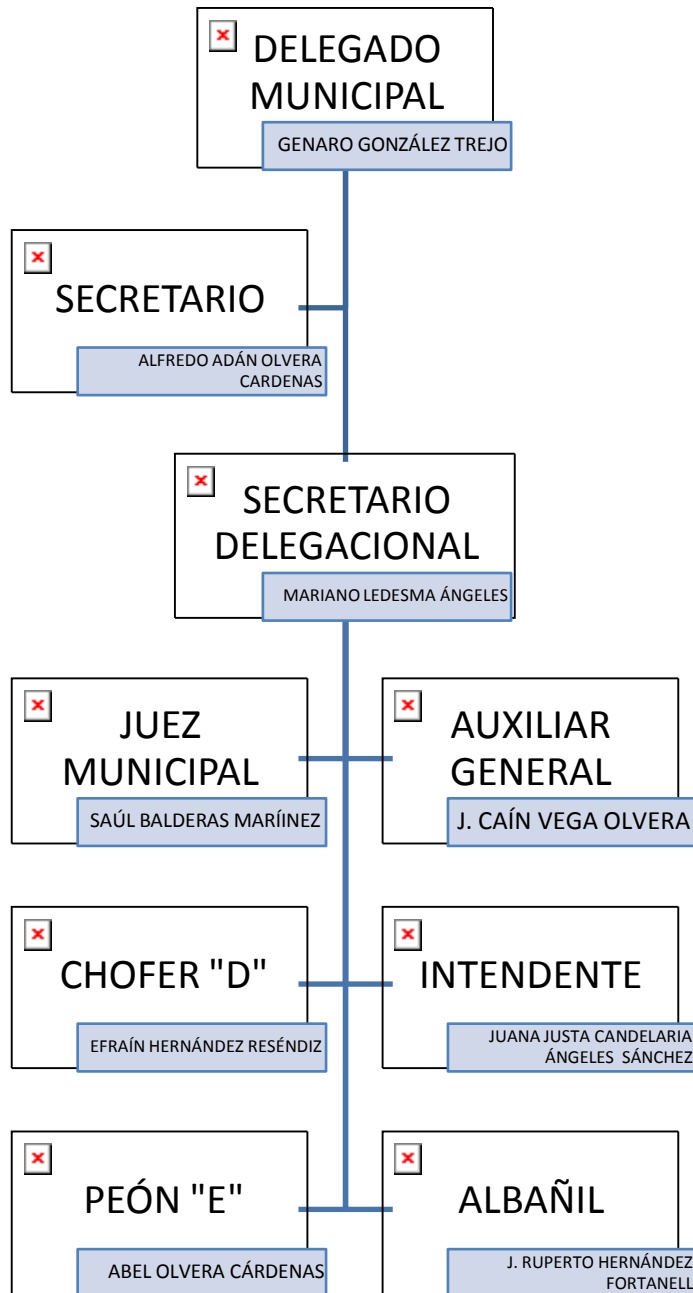 DELEGADO
MUNICIPAL
GENARO GONZÁLEZ TREJO
SECRETARIO
ALFREDO ADÁN OLVERA
CARDENAS
SECRETARIO
DELEGACIONAL
MARIANO LEDESMA ÁNGELES
JUEZ
MUNICIPAL
SAÚL BALDERAS MARÍINEZ
AUXILIAR
GENERAL
J. CAÍN VEGA OLVERA
CHOFER "D"
EFRAÍN HERNÁNDEZ RESÉNDIZ
INTENDENTE
JUANA JUSTA CANDELARIA
ÁNGELES SÁNCHEZ
PEÓN "E"
ABEL OLVERA CÁRDENAS
ALBAÑIL
J. RUPERTO HERNÁNDEZ
FORTANELL